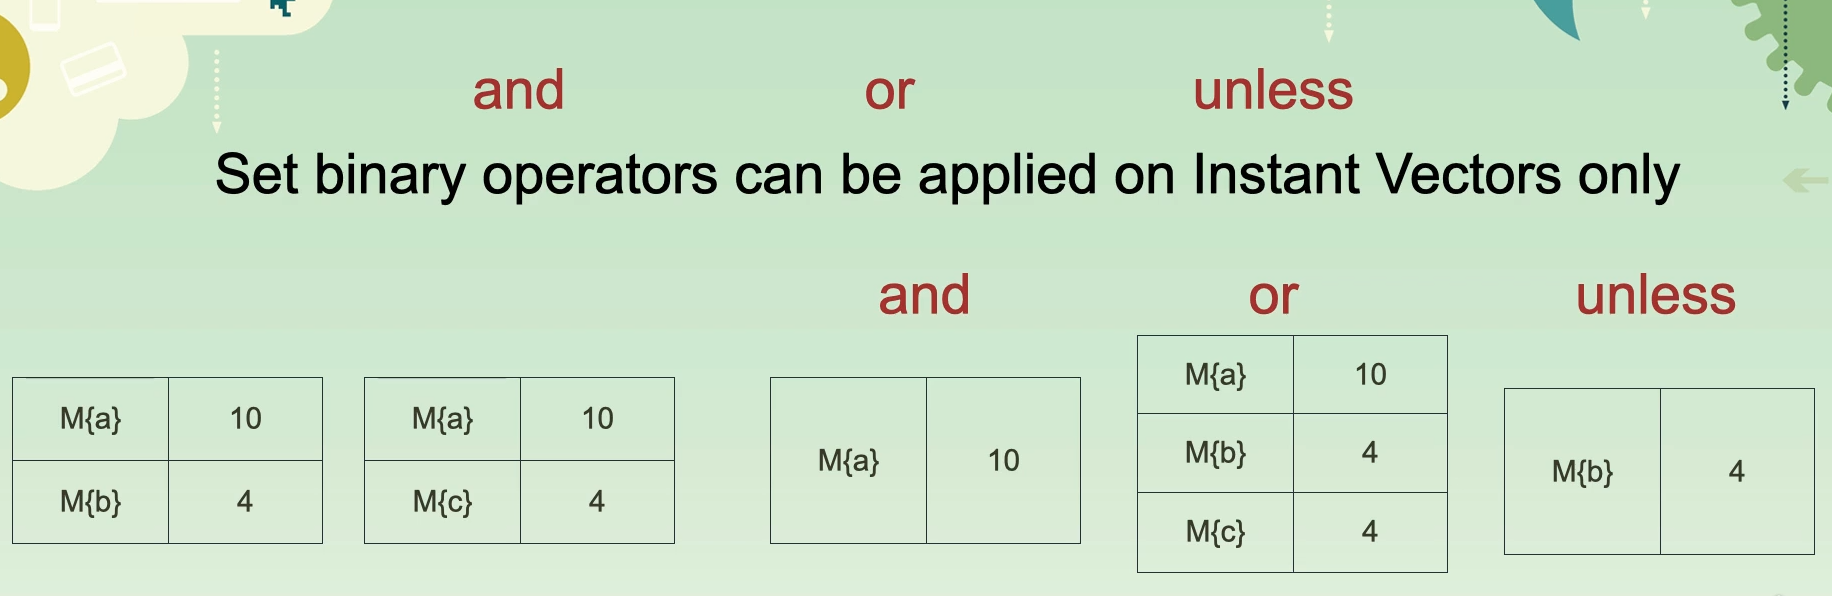 and or unless
Set binary operators can be applied on Instant Vectors only
and or unless
M{a} 10
M{b} 4
M{a} 10
M{c} 4
M{a} 10
M{a} 10
M{b} 4
M{c} 4
M{b} 4